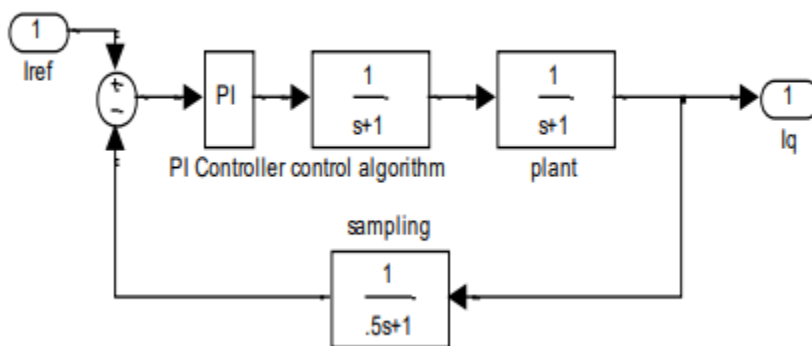 1
Iref
+
−
PI
1
s+1
1
s+1
1
Iq
PI Controller control algorithm
plant
sampling
1
.5s+1